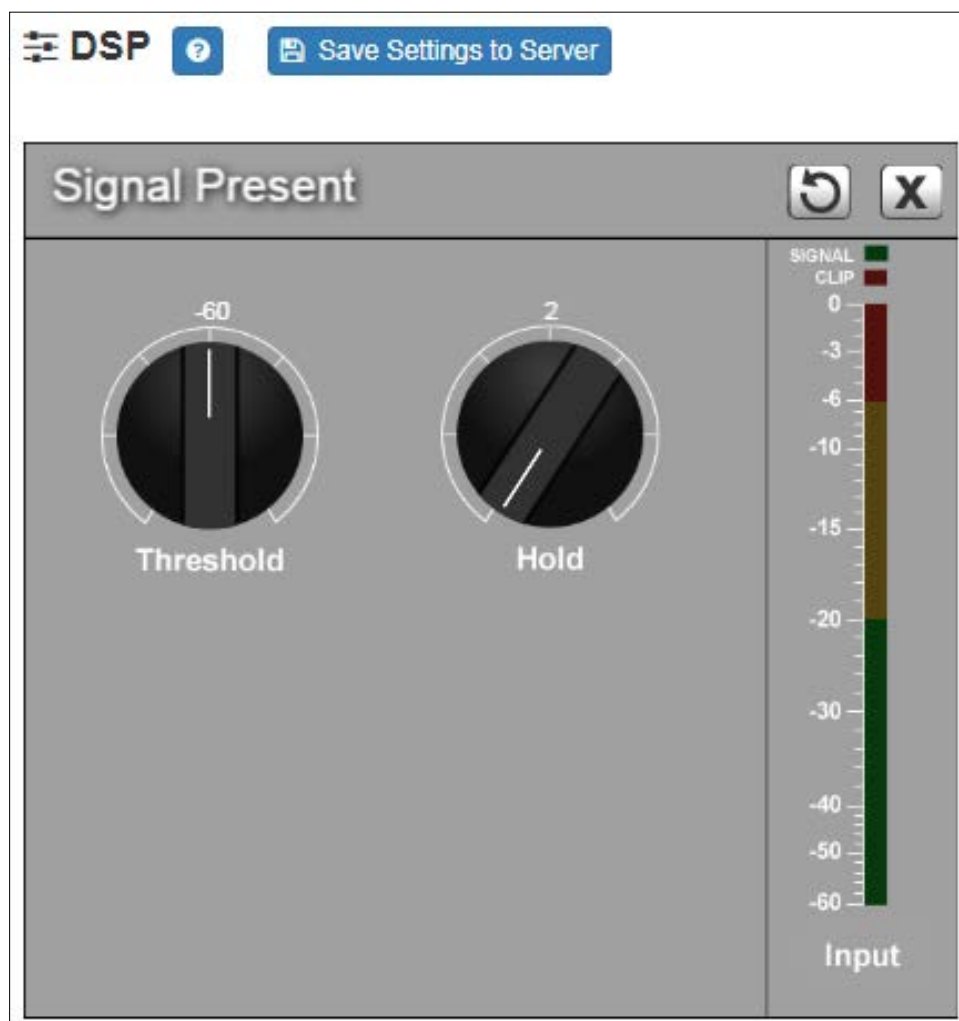 DSP ? Save Settings to Server
Signal Present X
SIGNAL
CLIP
-60 2
Threshold Hold
0
-3
-6
-10
-15
-20
-30
-40
-50
-60
Input